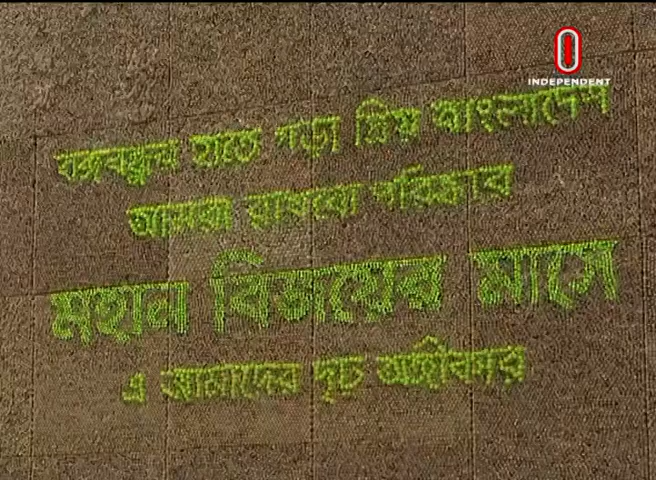 INDEPENDENT
বঙ্গবন্ধুর হাতে গড়া প্রিয় বাংলাদেশ
আমরা রাখবো পরিষ্কার
মহান বিজয়ের মাসে
এ আমাদের দৃঢ় অঙ্গীকার